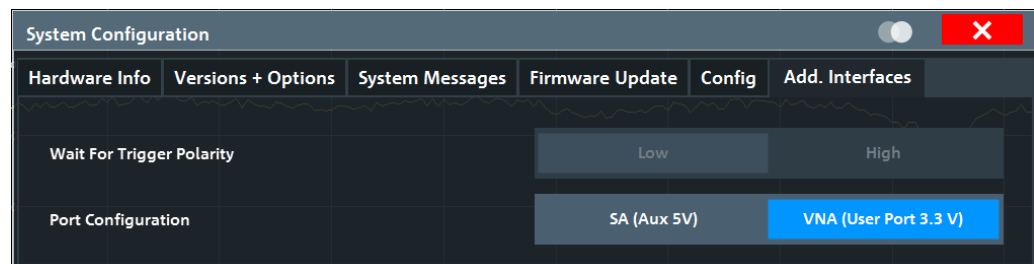 System Configuration
Hardware Info Versions + Options System Messages Firmware Update Config Add. Interfaces
Wait For Trigger Polarity Low High
Port Configuration SA (Aux 5V) VNA (User Port 3.3 V)